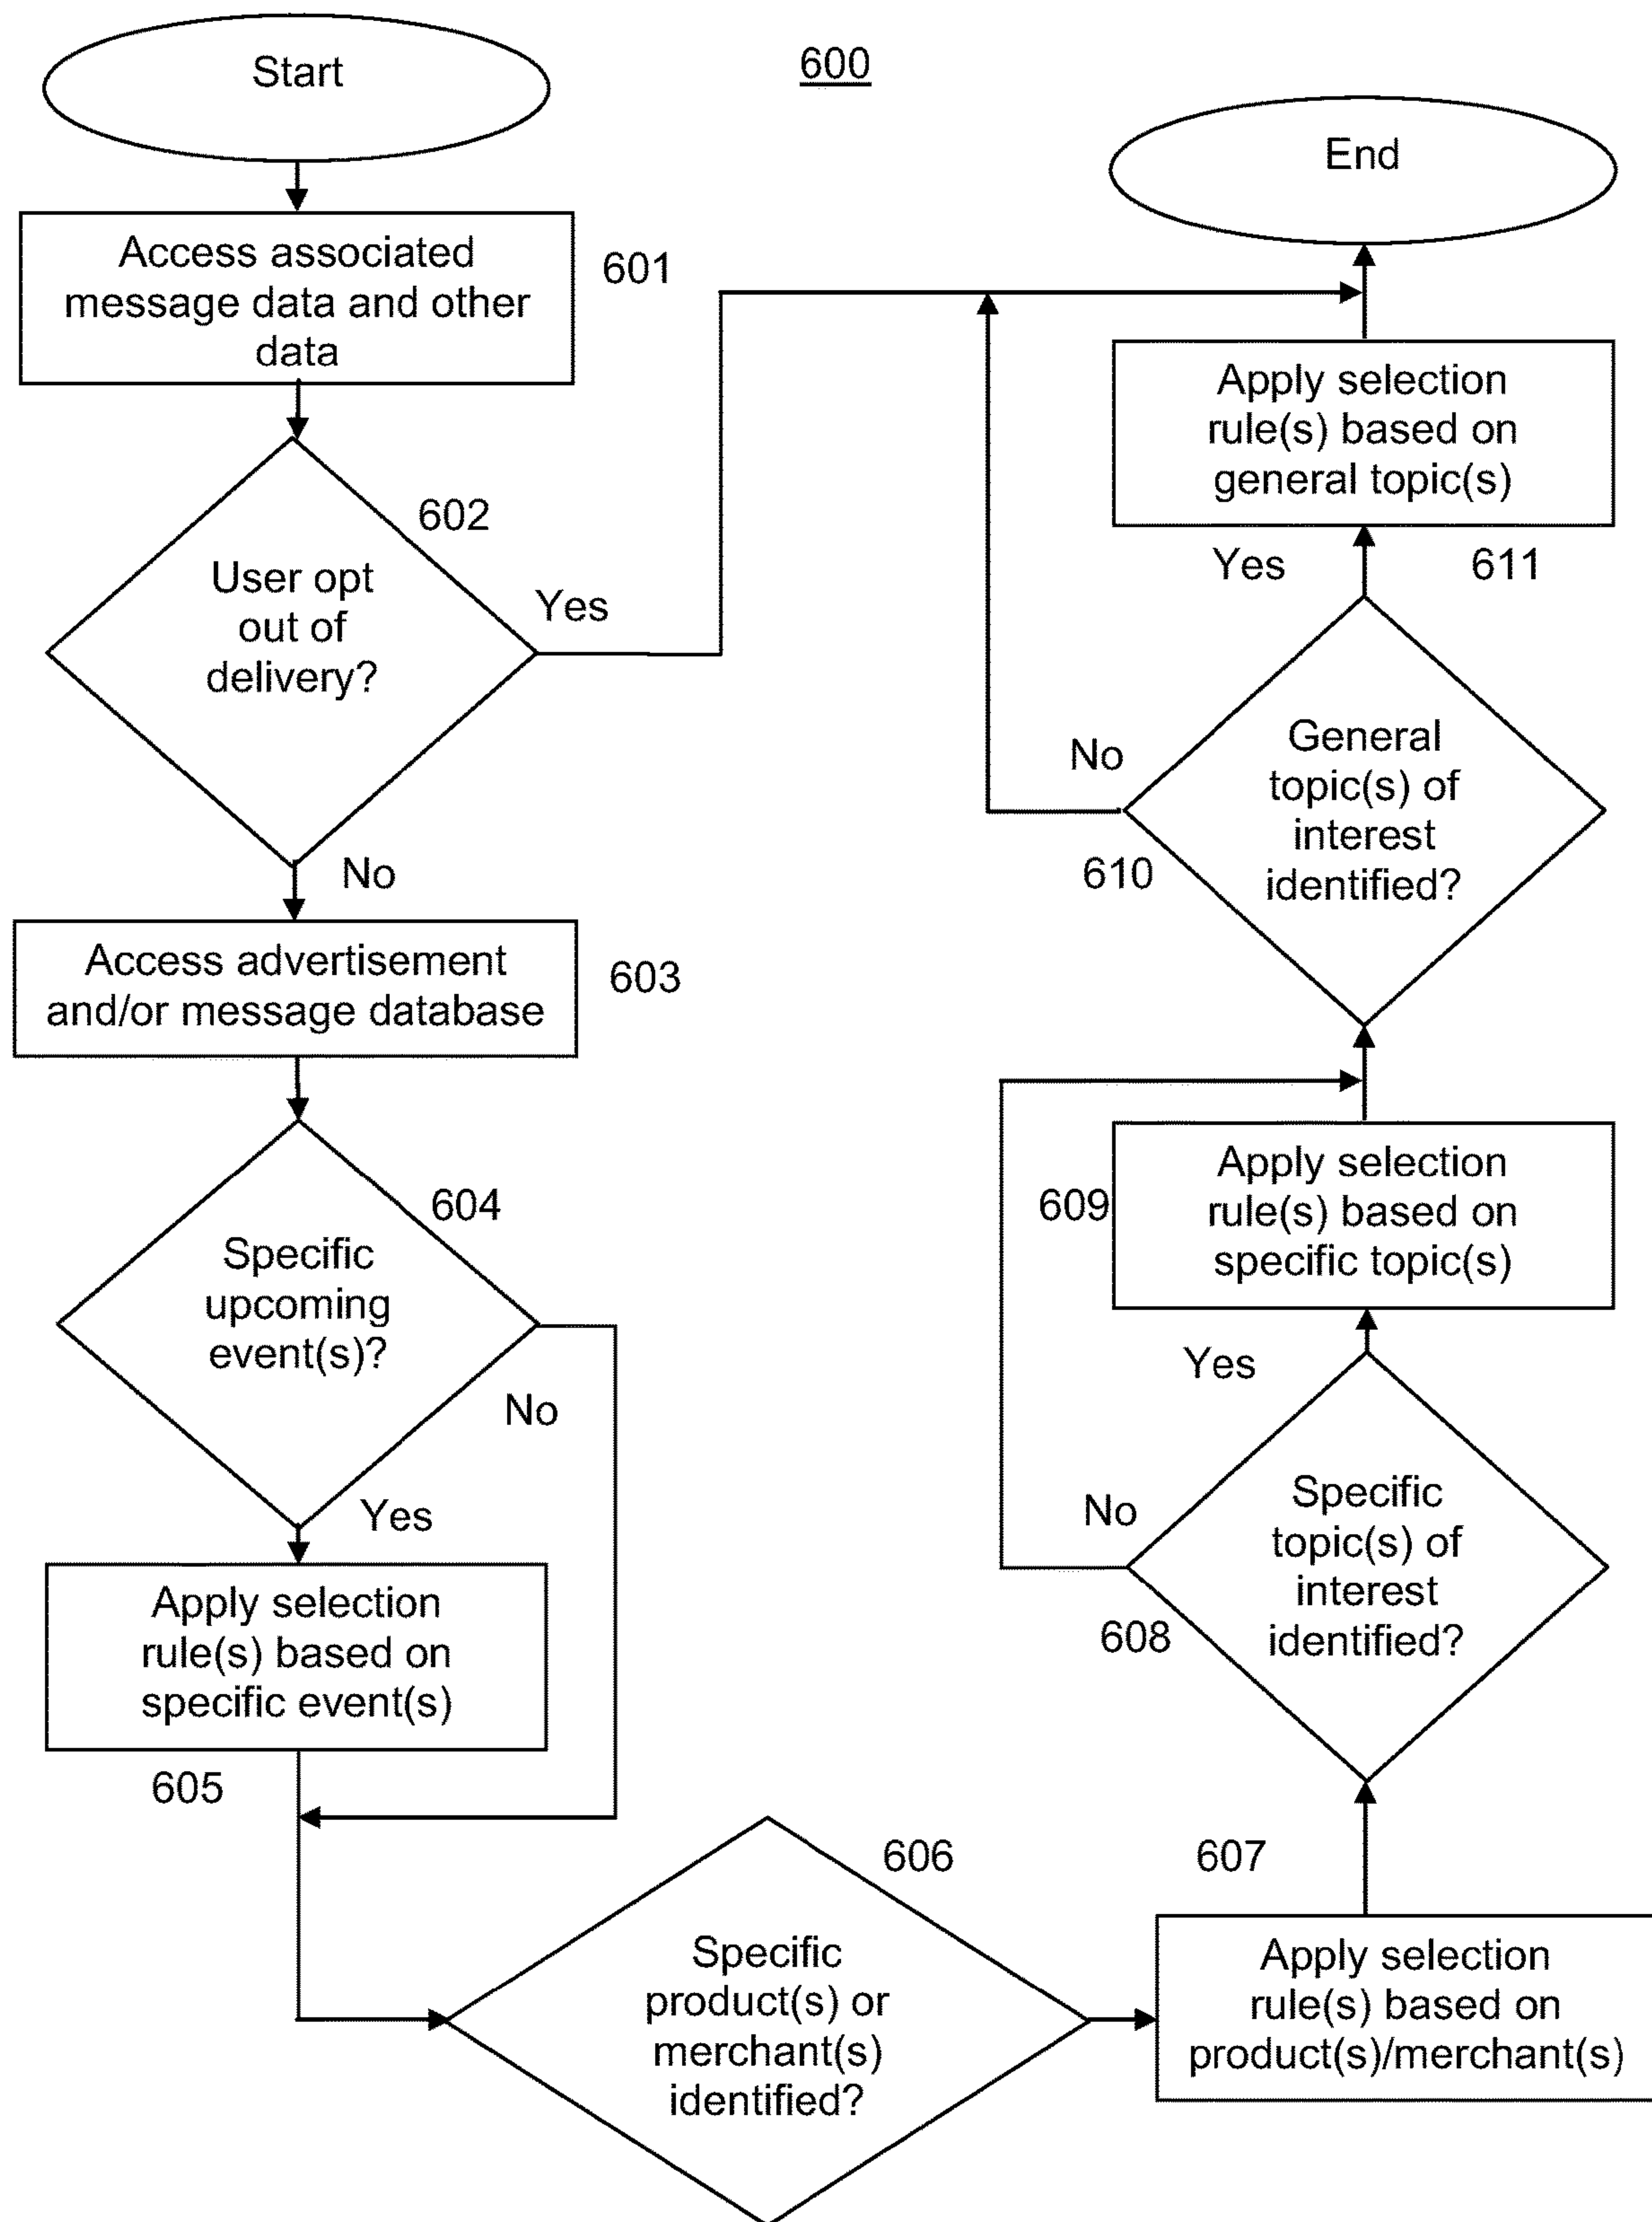 600
Start
Access associated
message data and other
data
601
602
User opt
out of
delivery?
Yes
No
Access advertisement
and/or message database
603
604
Specific
upcoming
event(s)?
No
Yes
Apply selection
rule(s) based on
specific event(s)
605
606
Specific
product(s) or
merchant(s)
identified?
607
Apply selection
rule(s) based on
product(s)/merchant(s)
Specific
topic(s) of
interest
identified?
608
No
Yes
609
Apply selection
rule(s) based on
specific topic(s)
General
topic(s) of
interest
identified?
610
No
Yes
611
Apply selection
rule(s) based on
general topic(s)
End